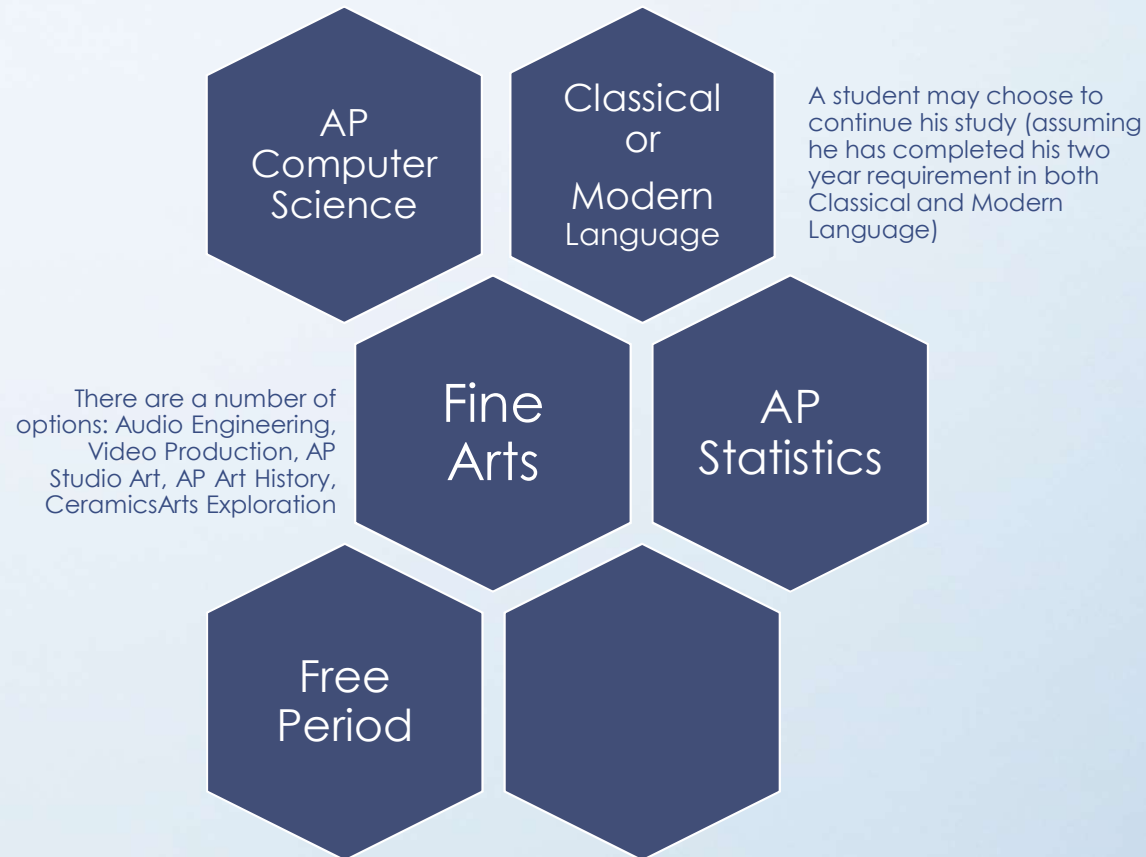 AP
Computer
Science
Classical
or
Modern
Language
A student may choose to
continue his study (assuming
he has completed his two
year requirement in both
Classical and Modern
Language)
There are a number of
options: Audio Engineering,
Video Production, AP
Studio Art, AP Art History,
CeramicsArts Exploration
Fine
Arts
AP
Statistics
Free
Period